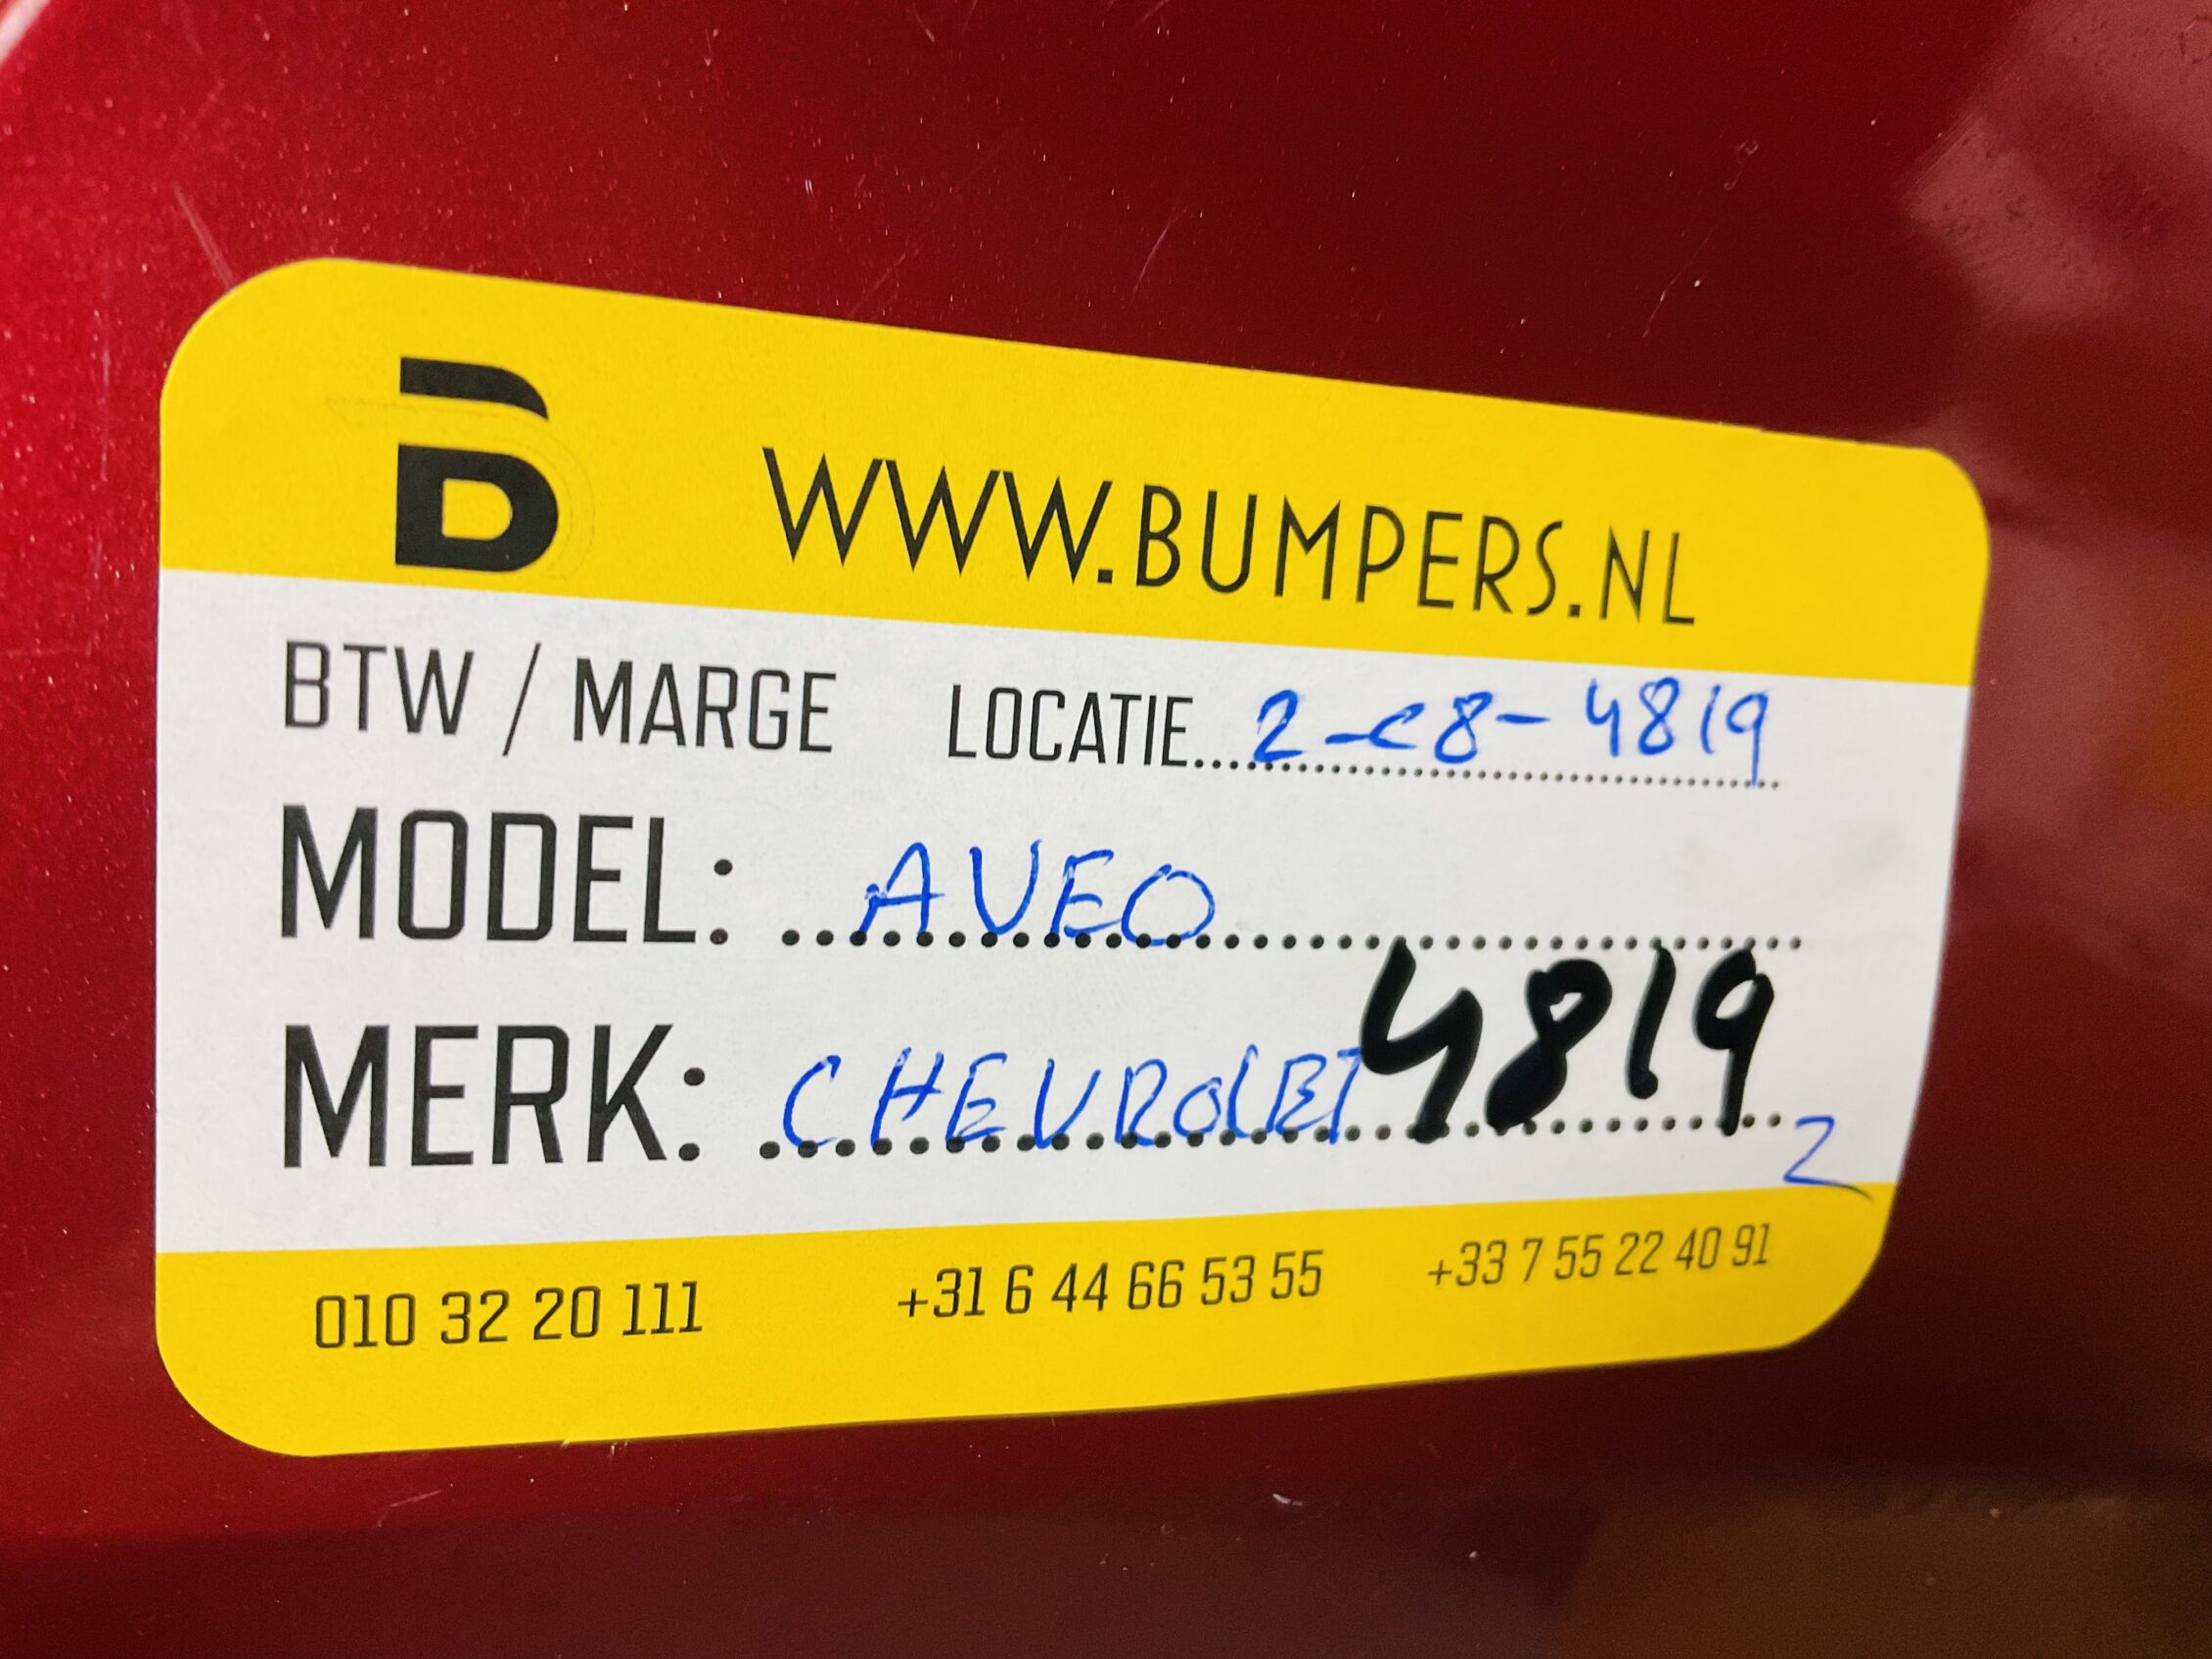 B WWW.BUMPERS.NL
BTW / MARGE LOCATIE... 2-C8-4819
MODEL: AVEO
MERK: CHEVROLET 4819
2
010 32 20 111 +31 6 44 66 53 55 +33 7 55 22 40 91